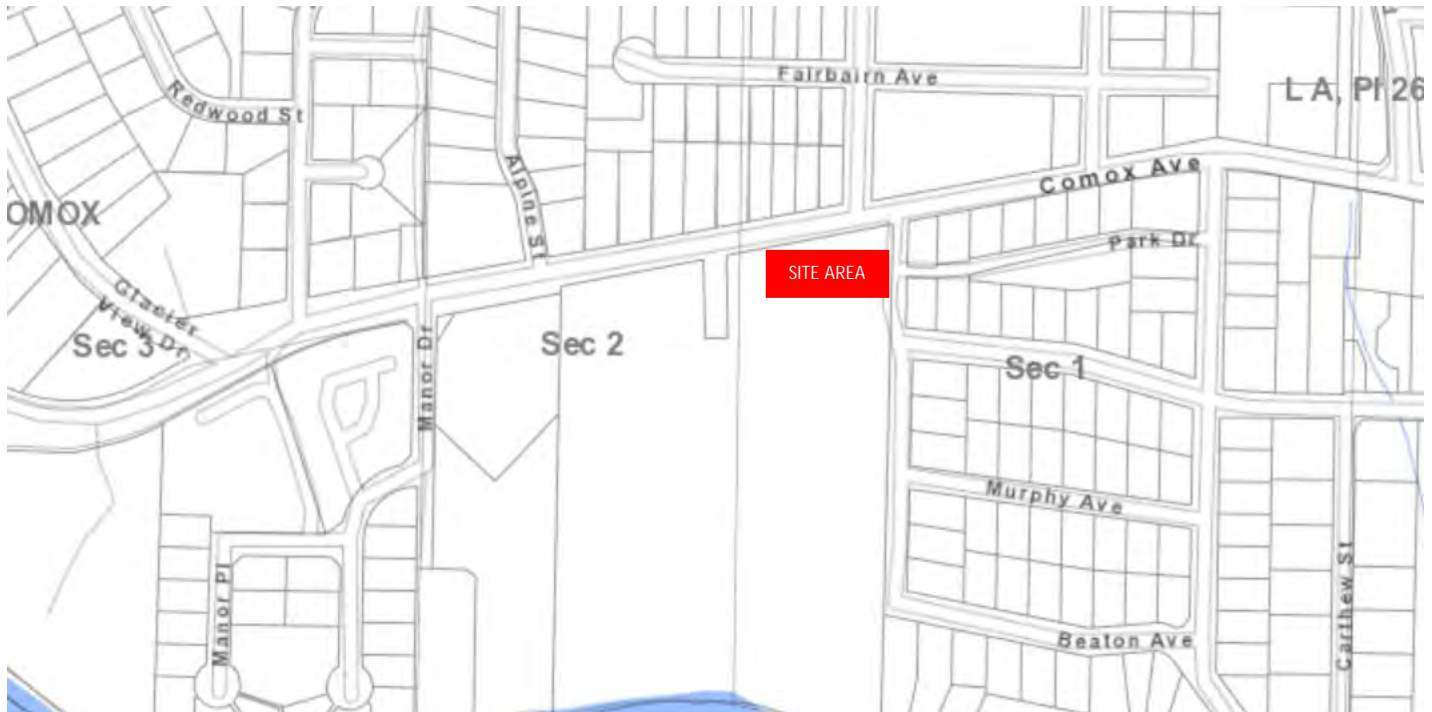 Fairbairn Ave
L A, Pl 26
Redwood St
Alpine St
Comox Ave
OMOX
Park Dr
SITE AREA
Glacier
View Dr
Sec 3
Sec 2
Manor Dr
Sec 1
Murphy Ave
Manor Pl
Carthew St
Beaton Ave